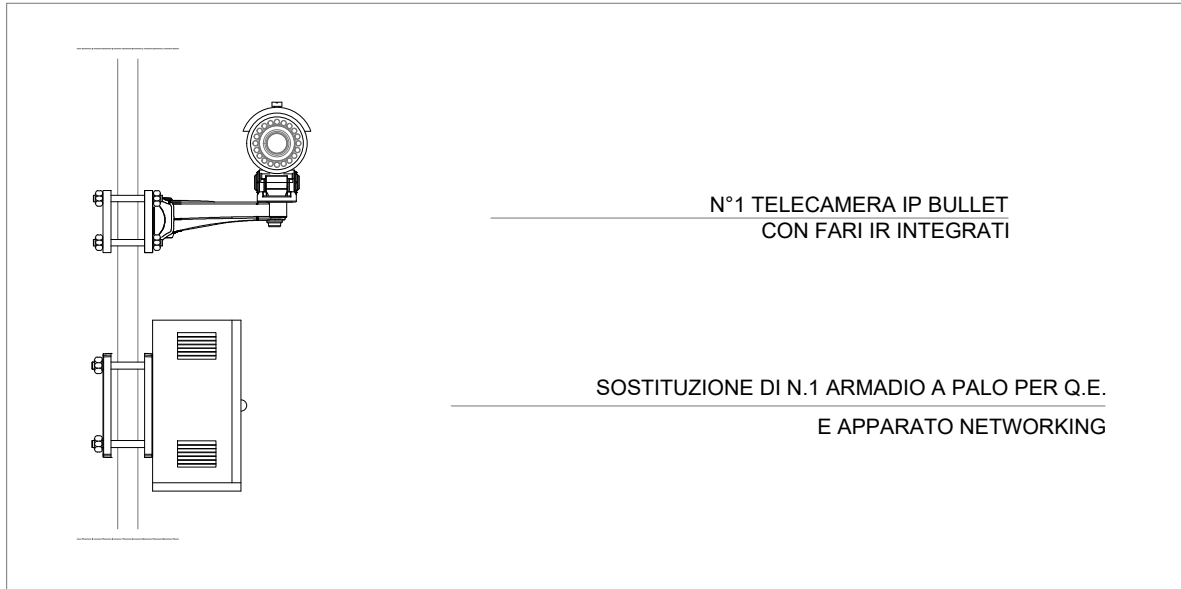 N°1 TELECAMERA IP BULLET
CON FARI IR INTEGRATI
SOSTITUZIONE DI N.1 ARMADIO A PALO PER Q.E.
E APPARATO NETWORKING